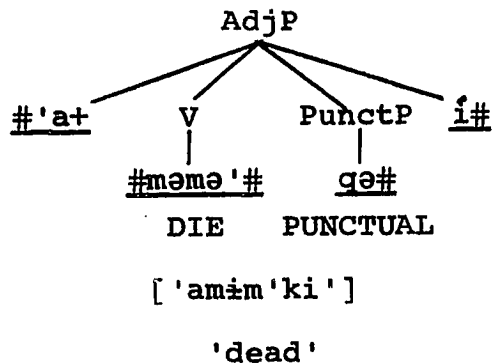 AdjP
#'a+ V PunctP í#
#məmə'# qə#
DIE PUNCTUAL
['amɨm'ki']
'dead'